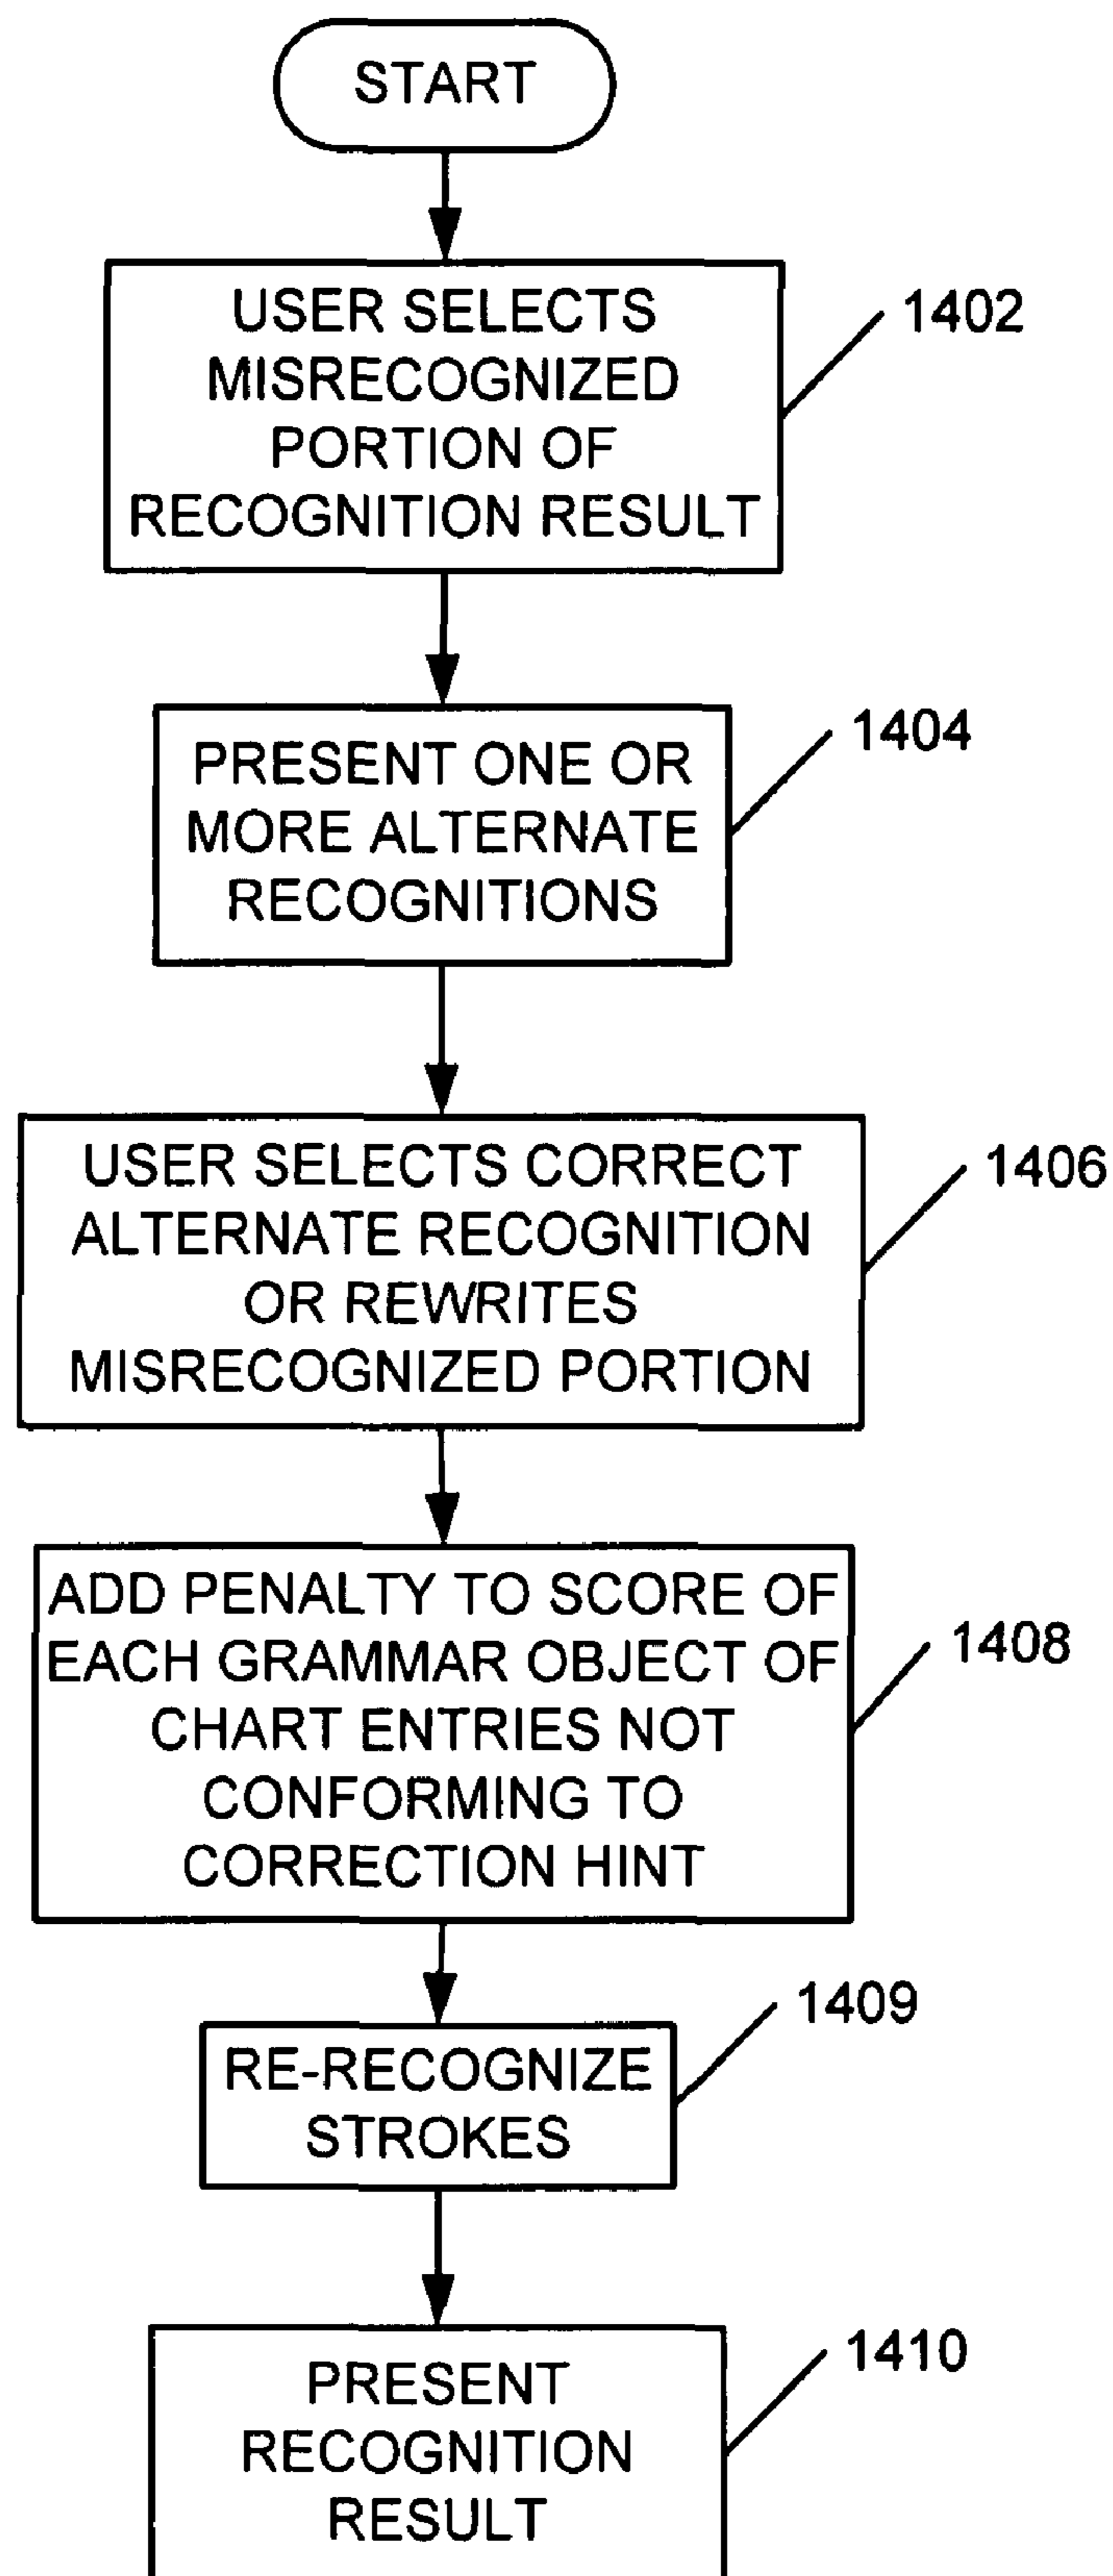 START
USER SELECTS
MISRECOGNIZED
PORTION OF
RECOGNITION RESULT
1402
PRESENT ONE OR
MORE ALTERNATE
RECOGNITIONS
1404
USER SELECTS CORRECT
ALTERNATE RECOGNITION
OR REWRITES
MISRECOGNIZED PORTION
1406
ADD PENALTY TO SCORE OF
EACH GRAMMAR OBJECT OF
CHART ENTRIES NOT
CONFORMING TO
CORRECTION HINT
1408
RE-RECOGNIZE
STROKES
1409
PRESENT
RECOGNITION
RESULT
1410